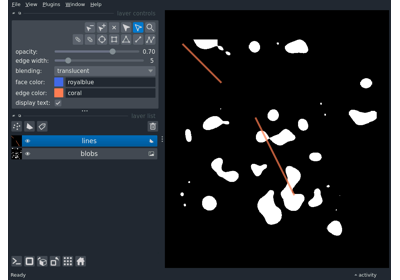 File View Plugins Window Help
layer controls
opacity: 0.70
edge width: 5
blending: translucent
face color: royalblue
edge color: coral
display text:
layer list
lines
blobs
Ready
activity